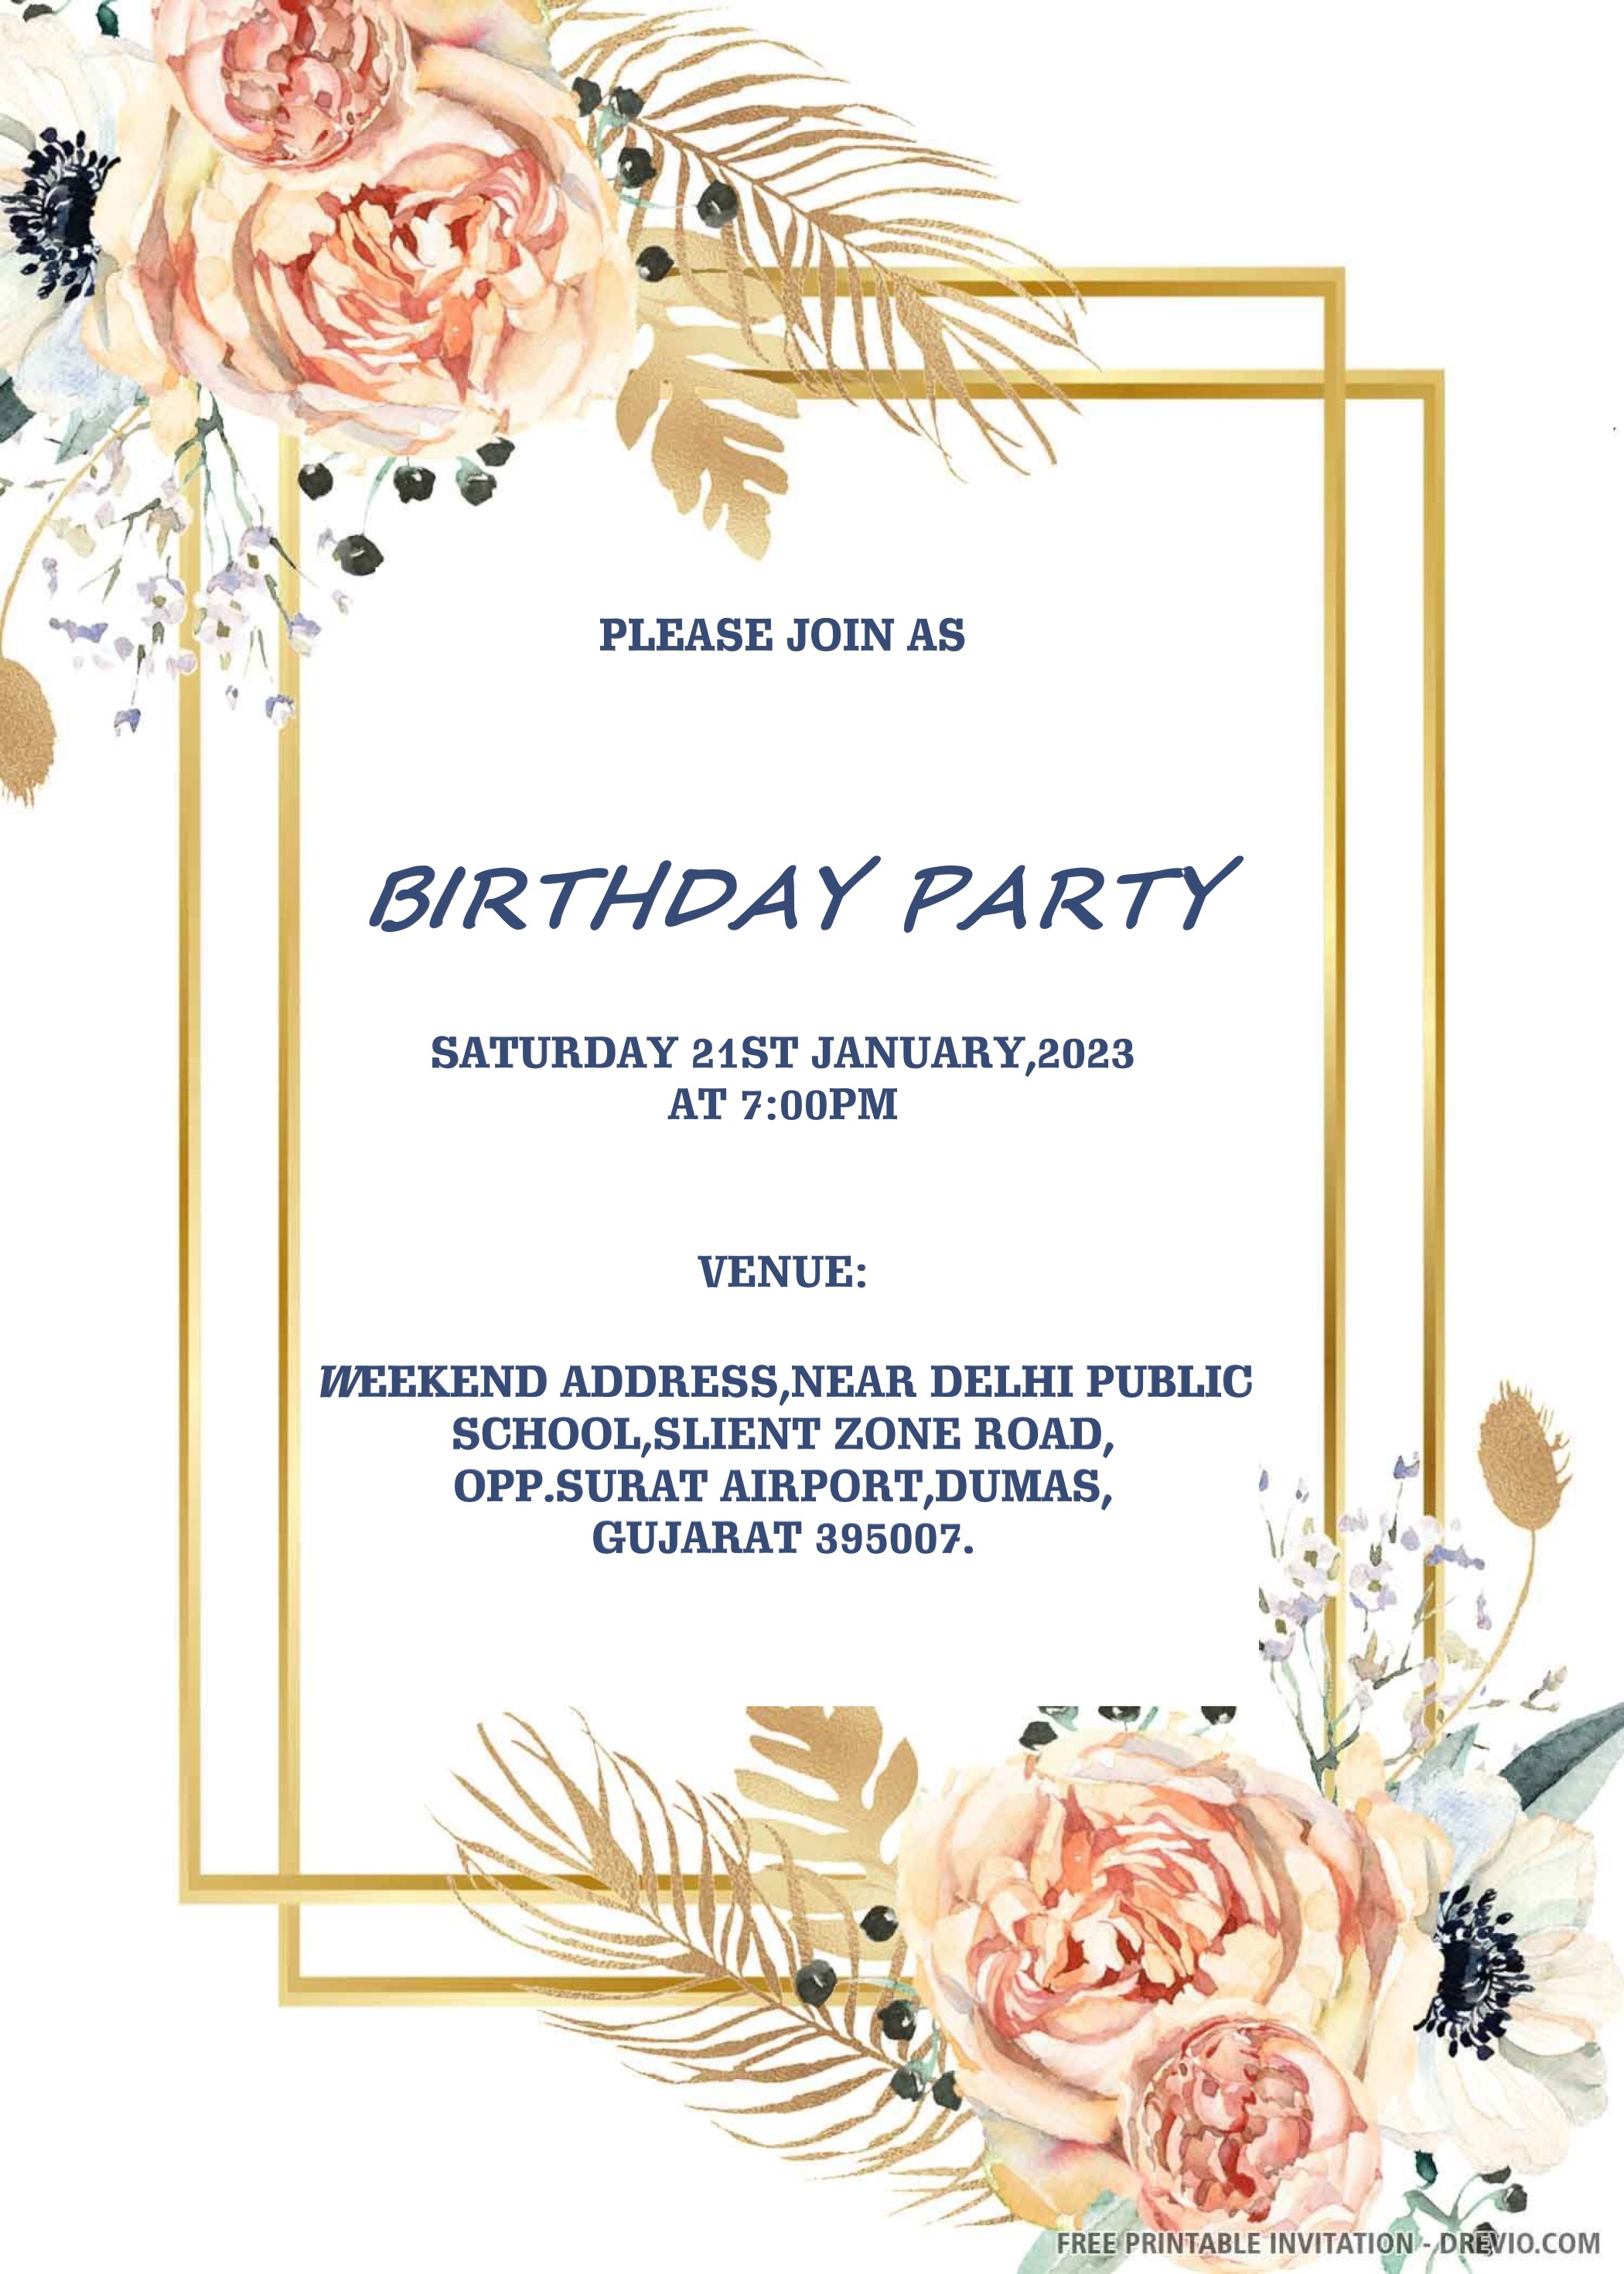 PLEASE JOIN AS
BIRTHDAY PARTY
SATURDAY 21ST JANUARY,2023
AT 7:00PM
VENUE:
WEEKEND ADDRESS,NEAR DELHI PUBLIC
SCHOOL,SLIENT ZONE ROAD,
OPP.SURAT AIRPORT,DUMAS,
GUJARAT 395007.
FREE PRINTABLE INVITATION - DREVIO.COM